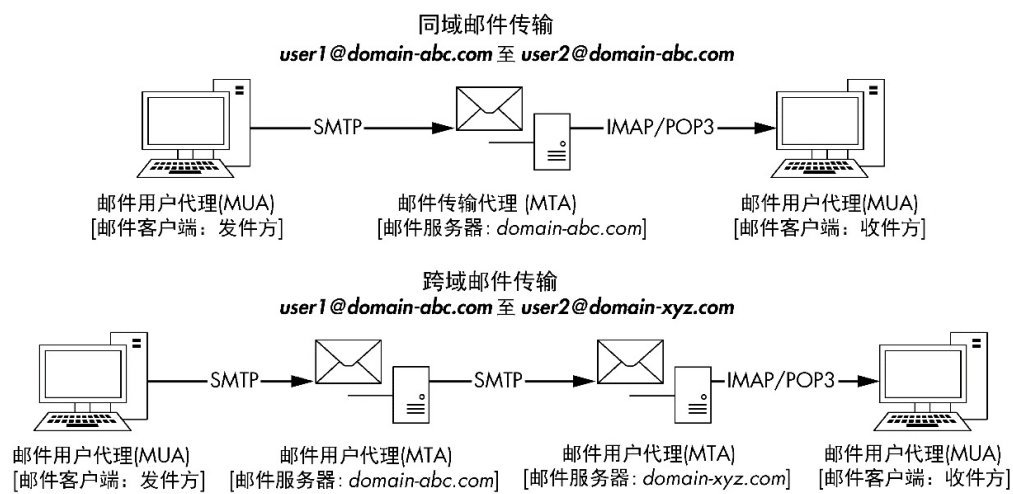 同域邮件传输
user1@domain-abc.com 至 user2@domain-abc.com
SMTP
IMAP/POP3
邮件用户代理(MUA)
[邮件客户端：发件方]
邮件传输代理 (MTA)
[邮件服务器: domain-abc.com]
邮件用户代理(MUA)
[邮件客户端：收件方]
跨域邮件传输
user1@domain-abc.com 至 user2@domain-xyz.com
SMTP
SMTP
IMAP/POP3
邮件用户代理(MUA)
[邮件客户端：发件方]
邮件用户代理(MTA)
[邮件服务器: domain-abc.com]
邮件用户代理(MTA)
[邮件服务器: domain-xyz.com]
邮件用户代理(MUA)
[邮件客户端：收件方]